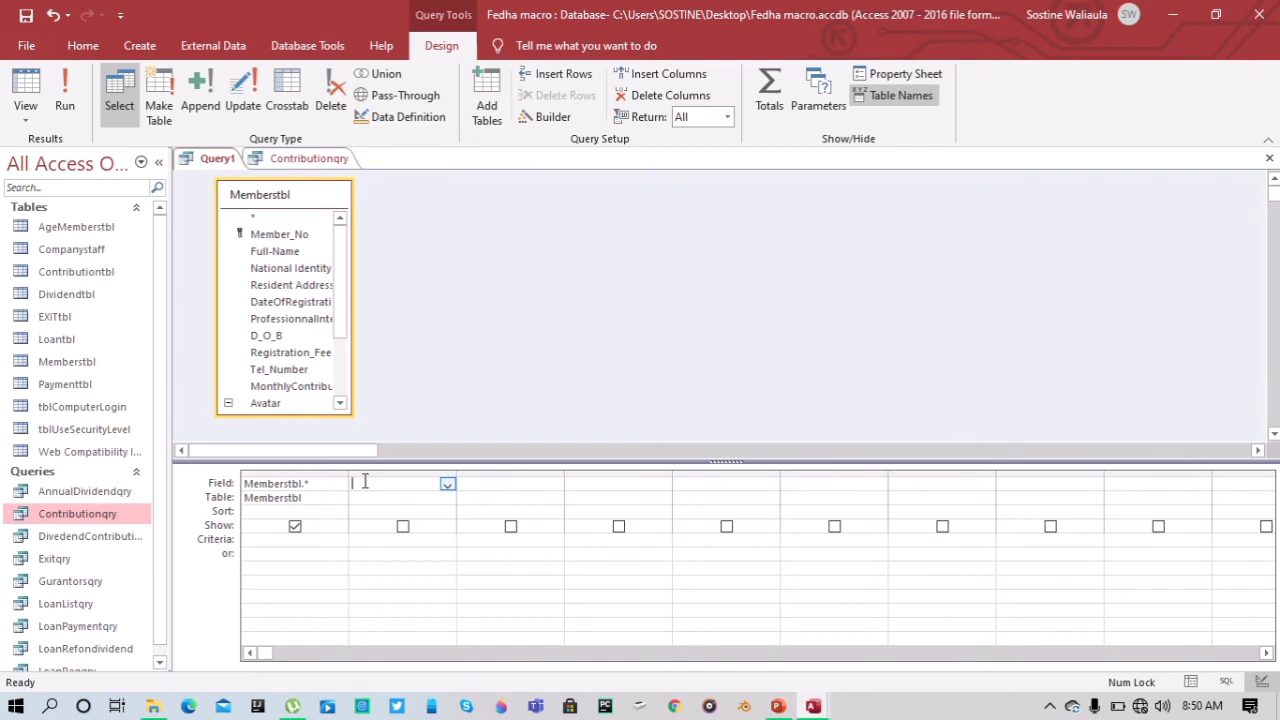 Query Tools
Fedha macro : Database- C:\Users\SOSTINE\Desktop\Fedha macro.accdb (Access 2007 - 2016 file form...
Sostine Waliaula
SW
File
Home
Create
External Data
Database Tools
Help
Design
Tell me what you want to do
View
Run
Results
Select
Make Table
Append
Update
Crosstab
Delete
Union
Pass-Through
Data Definition
Query Type
Add Tables
Insert Rows
Delete Rows
Builder
Insert Columns
Delete Columns
Return: All
Query Setup
Totals
Parameters
Property Sheet
XYZ Table Names
Show/Hide
All Access O...
Search...
Tables
AgeMemberstbl
Companystaff
Contributiontbl
Dividendtbl
EXITtbl
Loantbl
Memberstbl
Paymenttbl
tblComputerLogin
tblUseSecurityLevel
Web Compatibility I...
Queries
AnnualDividendqry
Contributionqry
DivedendContributi...
Exitqry
Gurantorsqry
LoanListqry
LoanPaymentqry
LoanRefondividend
Query1
Contributionqry
Memberstbl
*
Member_No
Full-Name
National Identity
Resident Address
DateOfRegistrati
ProfessionnalInte
D_O_B
Registration_Fee
Tel_Number
MonthlyContribu
Avatar
Field: Memberstbl.*
Table: Memberstbl
Sort:
Show:
Criteria:
or:
Ready
Num Lock
SQL
8:50 AM